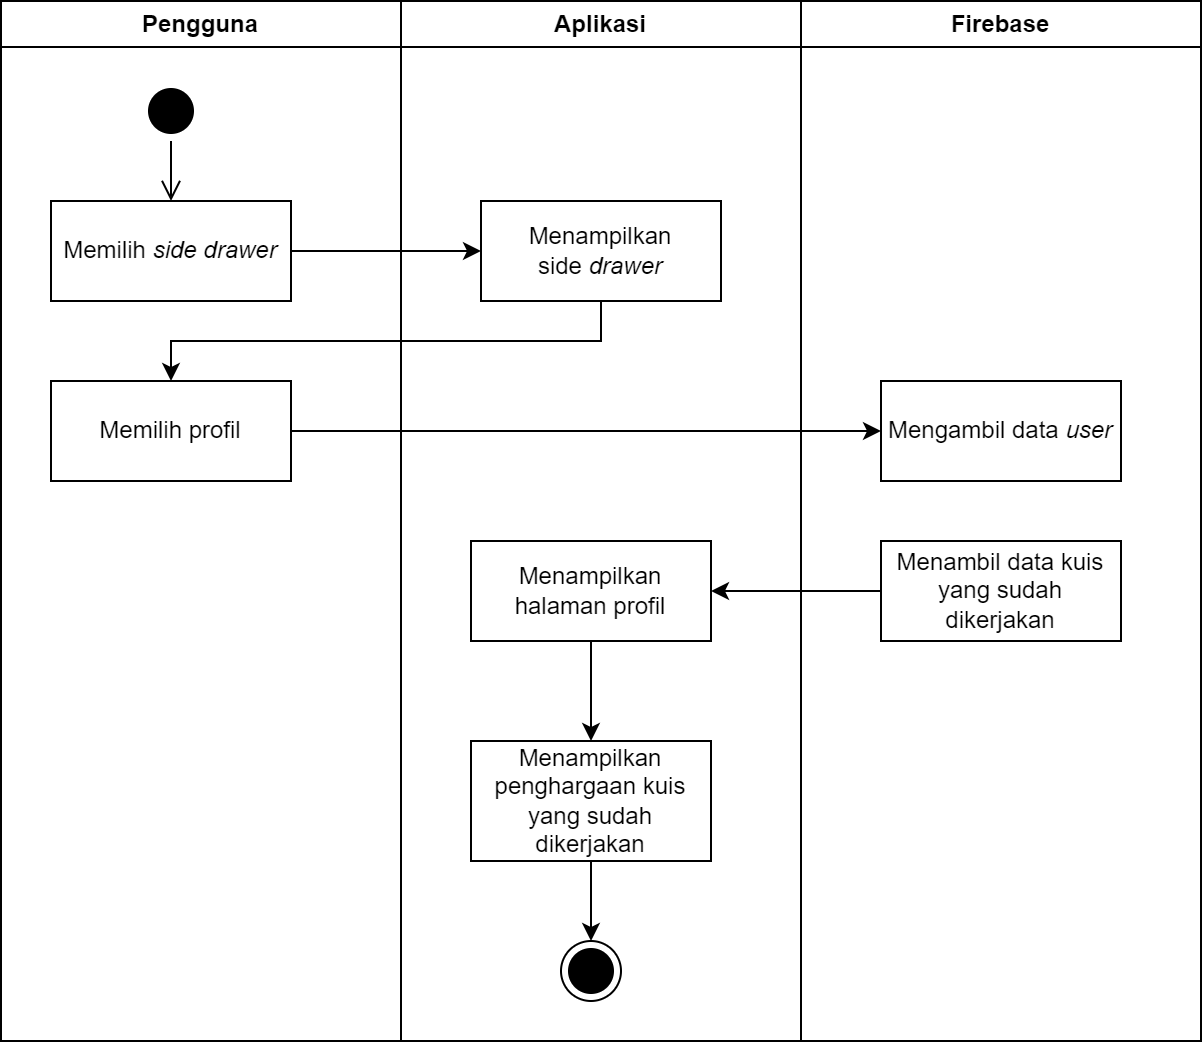 Pengguna
Aplikasi
Firebase
Memilih side drawer
Menampilkan
side drawer
Memilih profil
Mengambil data user
Menampilkan
halaman profil
Menambil data kuis
yang sudah
dikerjakan
Menampilkan
penghargaan kuis
yang sudah
dikerjakan